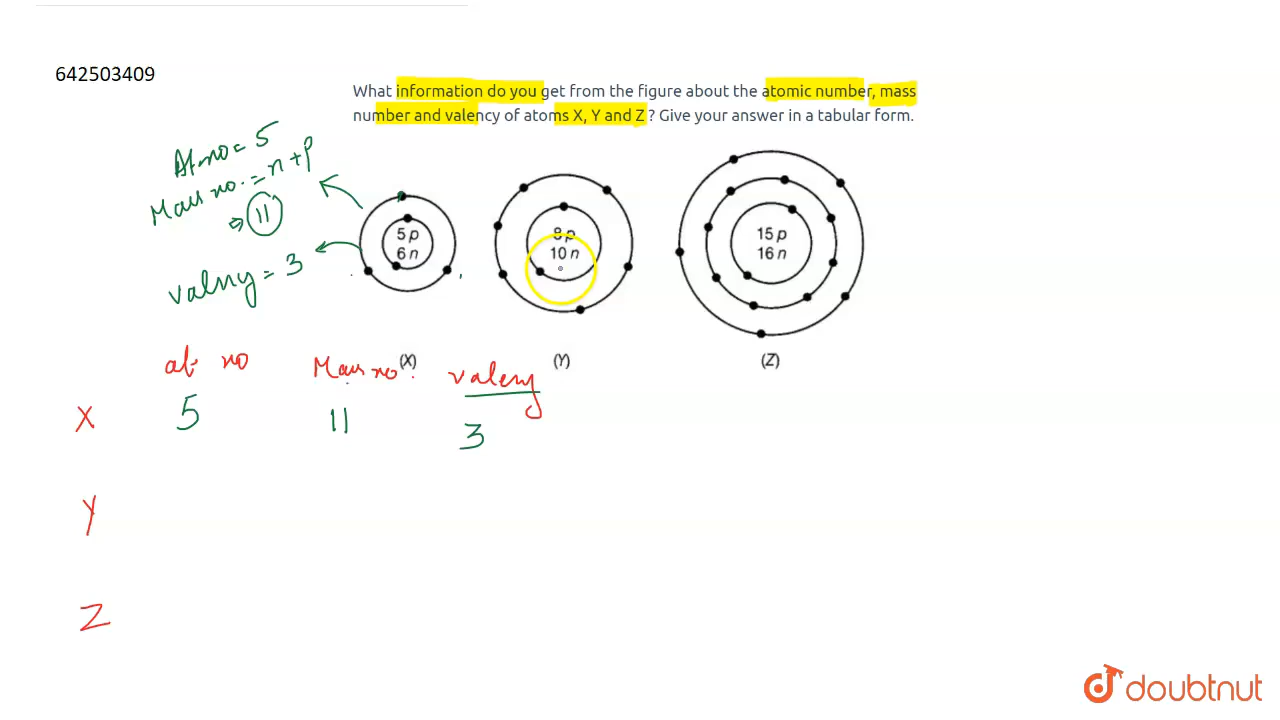 642503409
What information do you get from the figure about the atomic number, mass
number and valency of atoms X, Y and Z ? Give your answer in a tabular form.
At·no = 5
Mass no. = n + p
⇒ 11
valny = 3
5 p
6 n
8 p
10 n
15 p
16 n
(X)
(Y)
(Z)
at· no
Mass no.
valeny
X
5
11
3
Y
Z
doubtnut